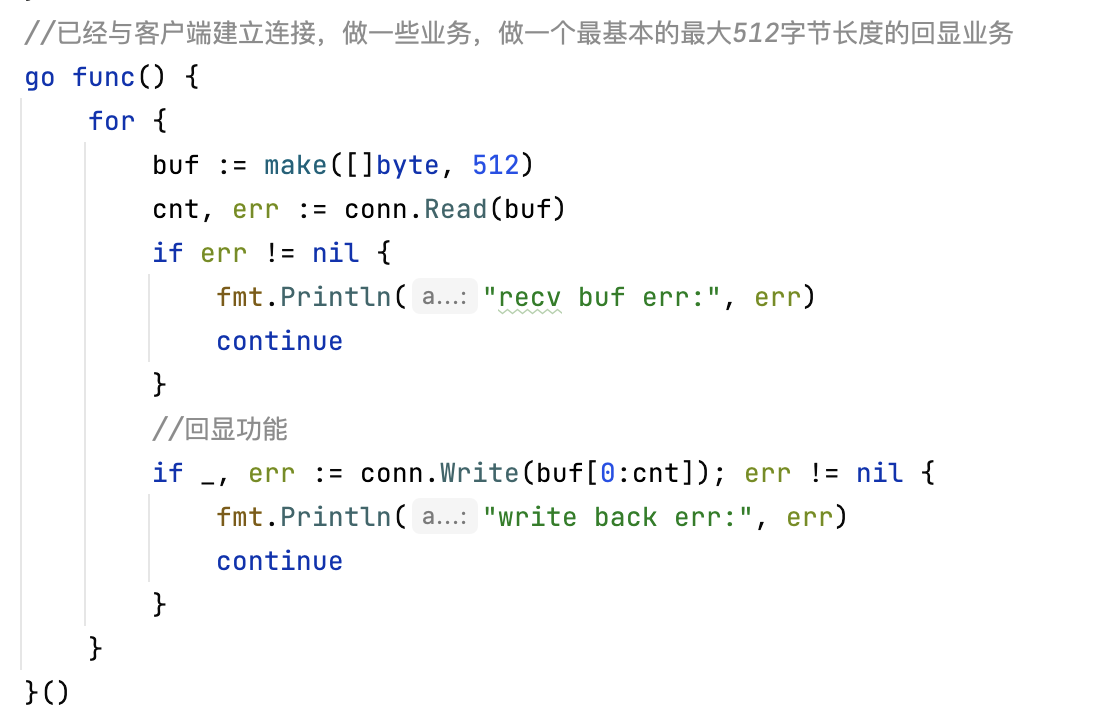 //已经与客户端建立连接，做一些业务，做一个最基本的最大512字节长度的回显业务
go func() {
    for {
        buf := make([]byte, 512)
        cnt, err := conn.Read(buf)
        if err != nil {
            fmt.Println( a...: "recv buf err:", err)
            continue
        }
        //回显功能
        if _, err := conn.Write(buf[0:cnt]); err != nil {
            fmt.Println( a...: "write back err:", err)
            continue
        }
    }
}()